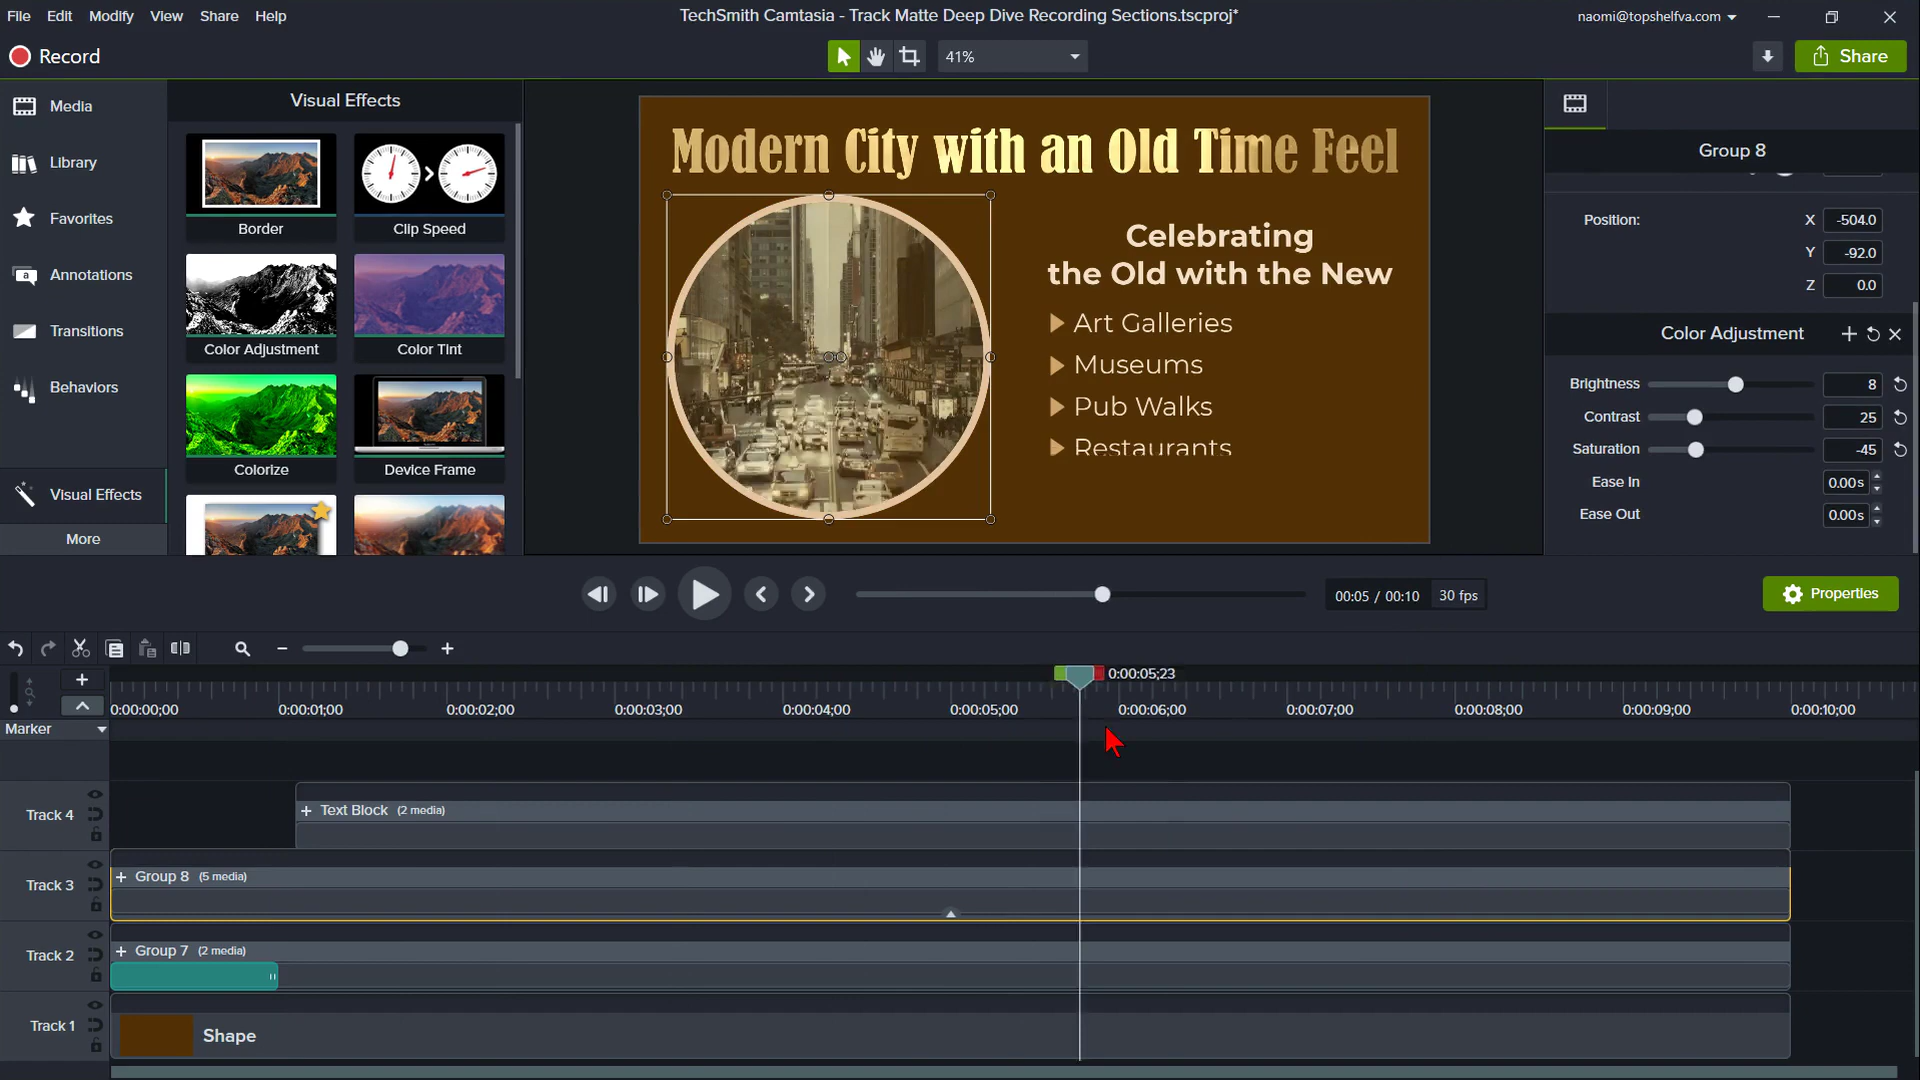 File Edit Modify View Share Help
TechSmith Camtasia - Track Matte Deep Dive Recording Sections.tscproj*
naomi@topshelfva.com
Record
41%
Share
Media
Library
Favorites
Annotations
Transitions
Behaviors
Visual Effects
More
Visual Effects
Border
Clip Speed
Color Adjustment
Color Tint
Colorize
Device Frame
Modern City with an Old Time Feel
Celebrating
the Old with the New
Art Galleries
Museums
Pub Walks
Restaurants
Group 8
Position: X -504.0
Y -92.0
Z 0.0
Color Adjustment
Brightness 8
Contrast 25
Saturation -45
Ease In 0.00s
Ease Out 0.00s
00:05 / 00:10 30 fps
Properties
0:00:05;23
0:00:00;00 0:00:01;00 0:00:02;00 0:00:03;00 0:00:04;00 0:00:05;00 0:00:06;00 0:00:07;00 0:00:08;00 0:00:09;00 0:00:10;00
Marker
Track 4
+ Text Block (2 media)
Track 3
+ Group 8 (5 media)
Track 2
+ Group 7 (2 media)
Track 1
Shape